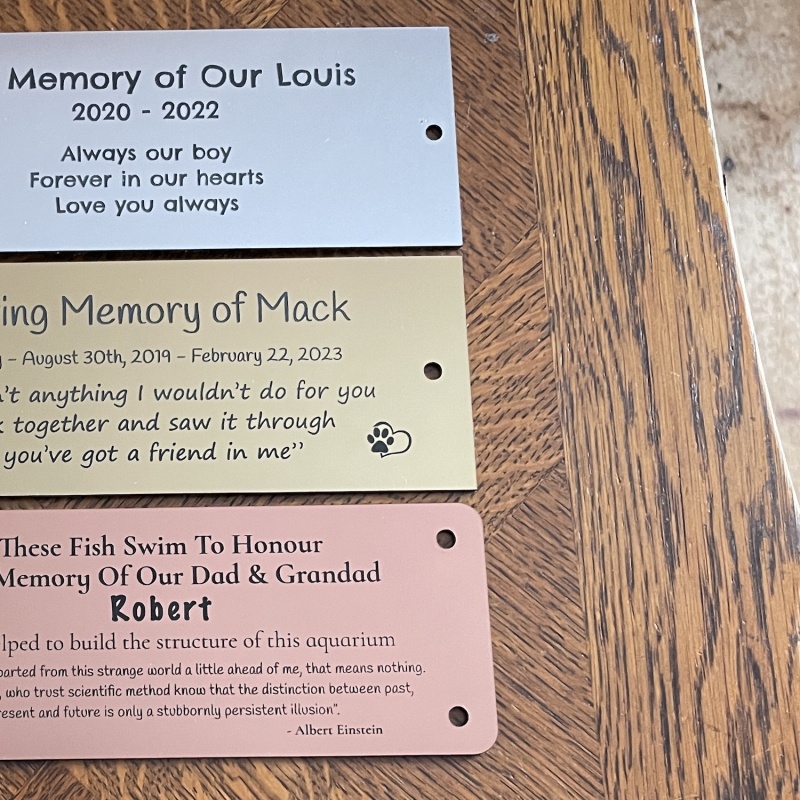 Memory of Our Louis
2020 - 2022
Always our boy
Forever in our hearts
Love you always
ing Memory of Mack
– August 30th, 2019 – February 22, 2023
't anything I wouldn't do for you
together and saw it through
you've got a friend in me”
These Fish Swim To Honour
Memory Of Our Dad & Grandad
Robert
lped to build the structure of this aquarium
parted from this strange world a little ahead of me, that means nothing.
, who trust scientific method know that the distinction between past,
resent and future is only a stubbornly persistent illusion”.
- Albert Einstein